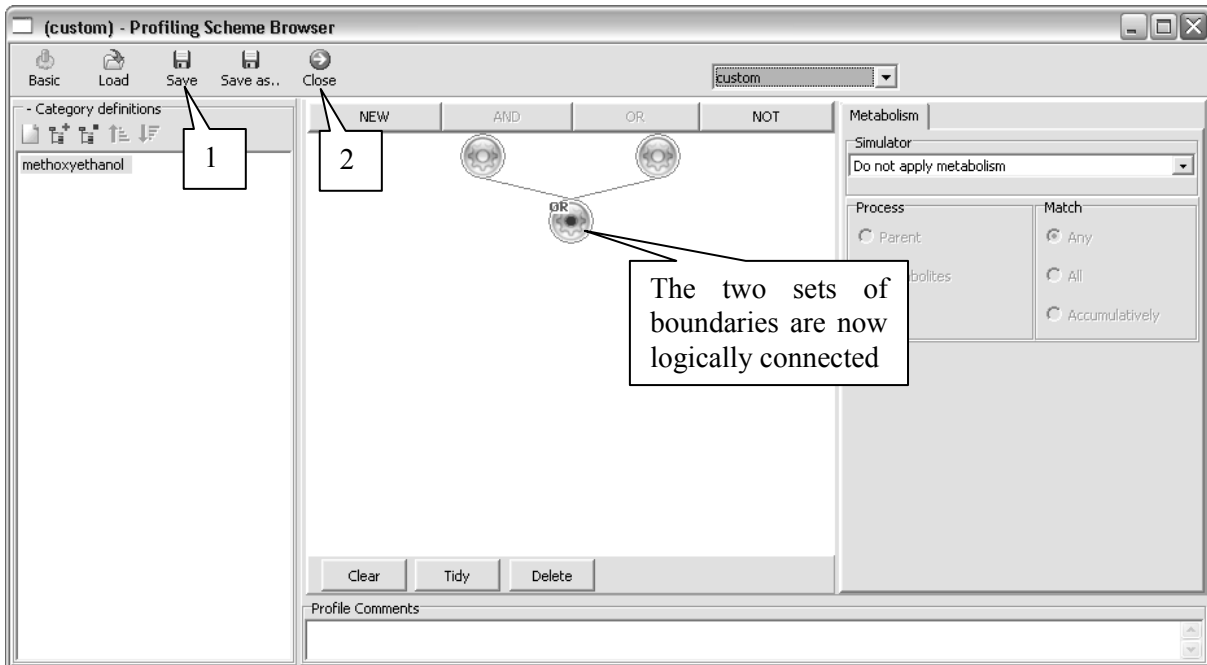 (custom) - Profiling Scheme Browser
Basic Load Save Save as.. Close
custom
- Category definitions
methoxyethanol
1
2
NEW AND OR NOT
OR
The two sets of
boundaries are now
logically connected
Metabolism
Simulator
Do not apply metabolism
Process
Parent
Match
Any
All
Accumulatively
Clear Tidy Delete
Profile Comments